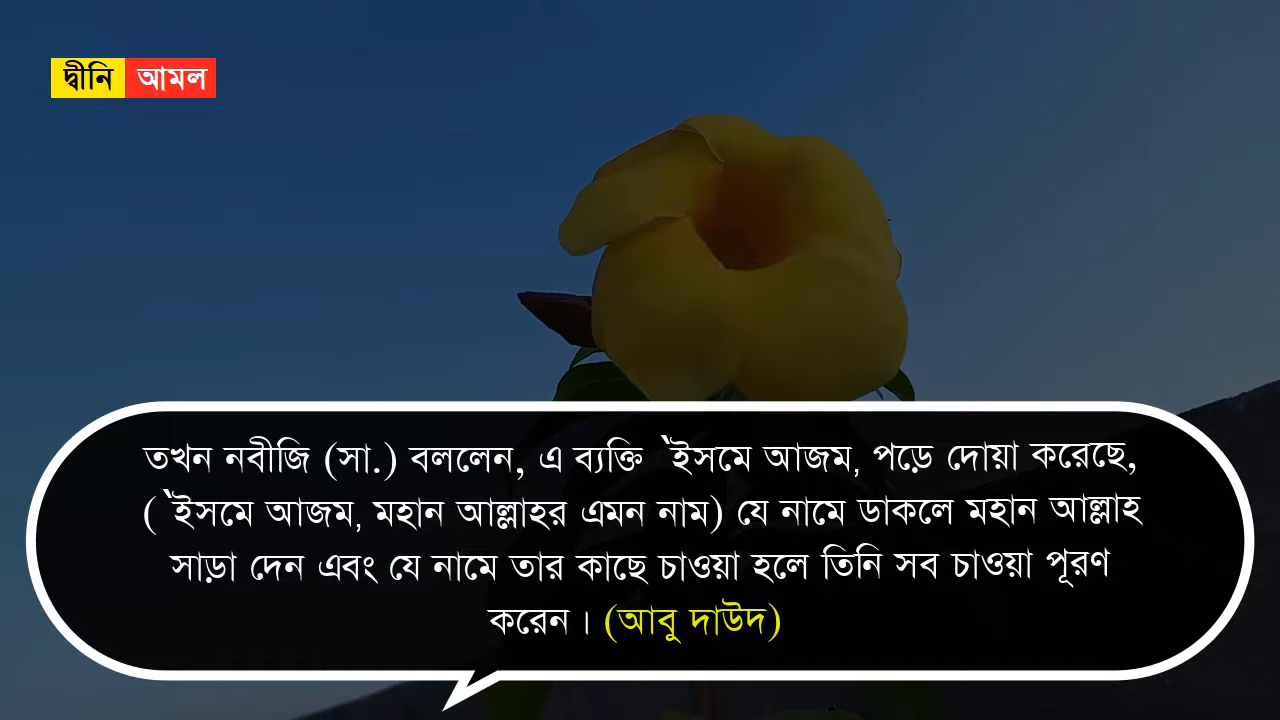 দ্বীনি আমল
তখন নবীজি (সা.) বললেন, এ ব্যক্তি `ইসমে আজম, পড়ে দোয়া করেছে,
(`ইসমে আজম, মহান আল্লাহর এমন নাম) যে নামে ডাকলে মহান আল্লাহ
সাড়া দেন এবং যে নামে তার কাছে চাওয়া হলে তিনি সব চাওয়া পূরণ
করেন। (আবু দাউদ)